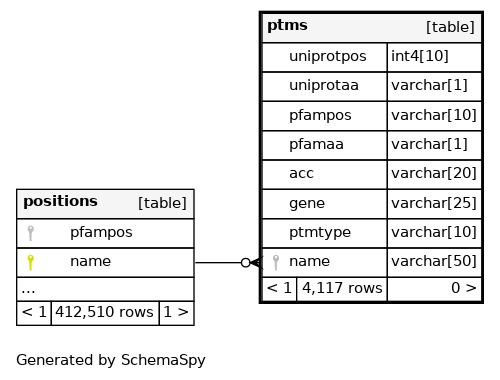 ptms [table]
uniprotpos int4[10]
uniprotaa varchar[1]
pfampos varchar[10]
pfamaa varchar[1]
acc varchar[20]
gene varchar[25]
ptmtype varchar[10]
name varchar[50]
< 1 4,117 rows 0 >
positions [table]
pfampos
name
...
< 1 412,510 rows 1 >
Generated by SchemaSpy